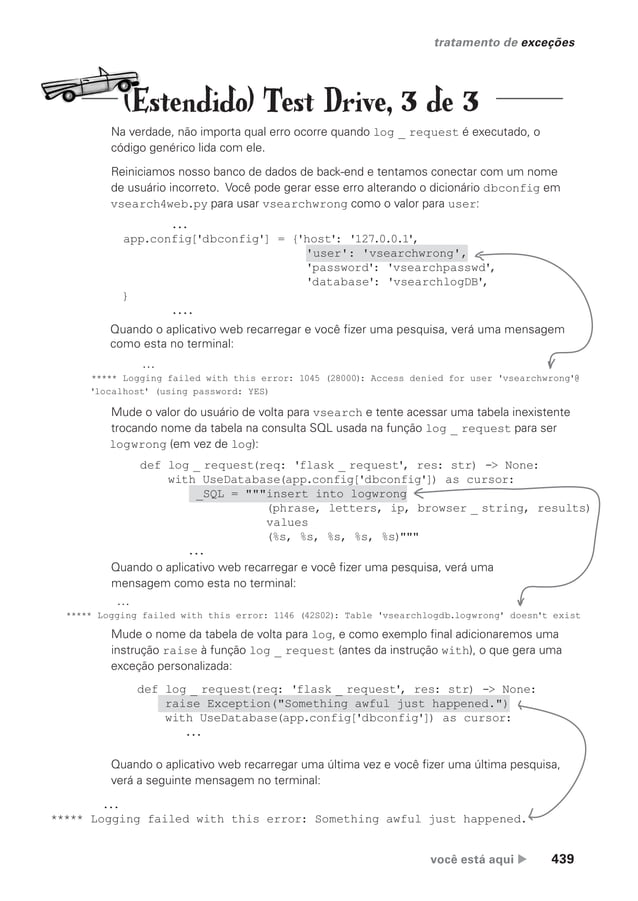 tratamento de exceções
(Estendido) Test Drive, 3 de 3
Na verdade, não importa qual erro ocorre quando log _ request é executado, o
código genérico lida com ele.
Reiniciamos nosso banco de dados de back-end e tentamos conectar com um nome
de usuário incorreto. Você pode gerar esse erro alterando o dicionário dbconfig em
vsearch4web.py para usar vsearchwrong como o valor para user:
...
app.config['dbconfig'] = {'host': '127.0.0.1',
'user': 'vsearchwrong',
'password': 'vsearchpasswd',
'database': 'vsearchlogDB',
}
....
Quando o aplicativo web recarregar e você fizer uma pesquisa, verá uma mensagem
como esta no terminal:
...
***** Logging failed with this error: 1045 (28000): Access denied for user 'vsearchwrong'@
'localhost' (using password: YES)
Mude o valor do usuário de volta para vsearch e tente acessar uma tabela inexistente
trocando nome da tabela na consulta SQL usada na função log _ request para ser
logwrong (em vez de log):
def log _ request(req: 'flask _ request', res: str) -> None:
with UseDatabase(app.config['dbconfig']) as cursor:
_SQL = """insert into logwrong
(phrase, letters, ip, browser _ string, results)
values
(%s, %s, %s, %s, %s)"""
...
Quando o aplicativo web recarregar e você fizer uma pesquisa, verá uma
mensagem como esta no terminal:
...
***** Logging failed with this error: 1146 (42S02): Table 'vsearchlogdb.logwrong' doesn't exist
Mude o nome da tabela de volta para log, e como exemplo final adicionaremos uma
instrução raise à função log _ request (antes da instrução with), o que gera uma
exceção personalizada:
def log _ request(req: 'flask _ request', res: str) -> None:
raise Exception("Something awful just happened.")
with UseDatabase(app.config['dbconfig']) as cursor:
...
Quando o aplicativo web recarregar uma última vez e você fizer uma última pesquisa,
verá a seguinte mensagem no terminal:
...
***** Logging failed with this error: Something awful just happened.
você está aqui ▶ 439